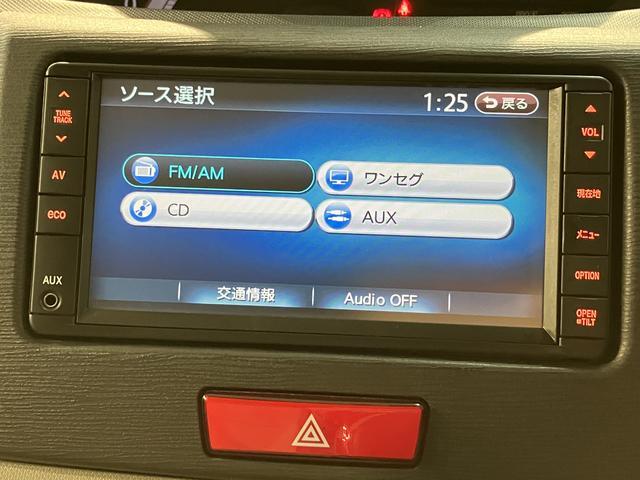 ソース選択
1:25
戻る
FM/AM
ワンセグ
CD
AUX
交通情報
Audio OFF
TUNE
TRACK
AV
eco
AUX
VOL
現在地
メニュー
OPTION
OPEN
TILT